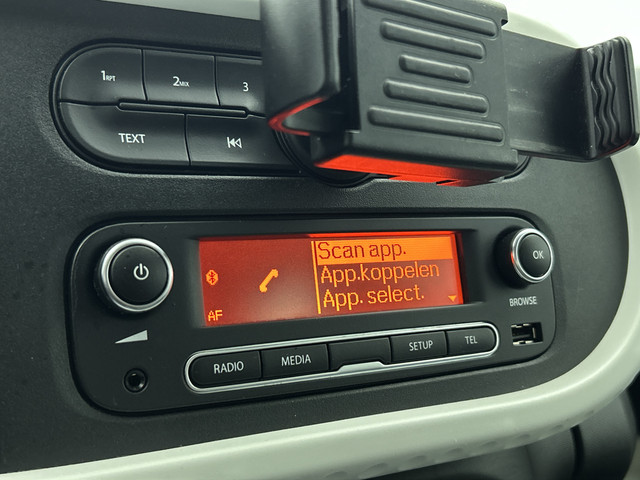 1RPT
2MIX
3
TEXT
Scan app.
App.koppelen
App. select.
AF
OK
BROWSE
RADIO
MEDIA
SETUP
TEL